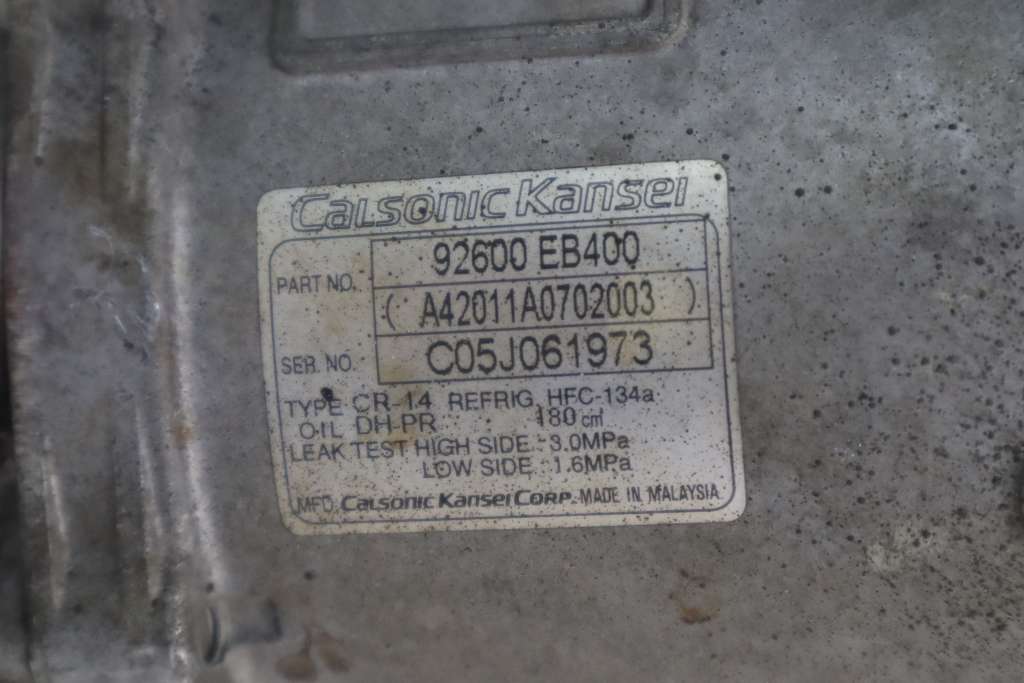 Calsonic Kansei
PART NO. 92600 EB400
( A42011A0702003 )
SER. NO. C05J061973
TYPE CR-14 REFRIG. HFC-134a
OIL DH-PR 180 cm³
LEAK TEST HIGH SIDE : 3.0MPa
LOW SIDE : 1.6MPa
MFD. Calsonic Kansei Corp. MADE IN MALAYSIA